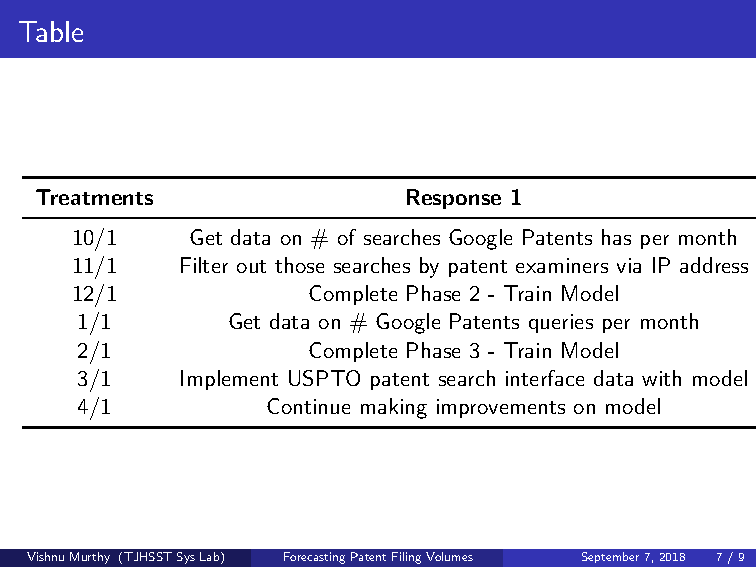 Table
Treatments Response 1
10/1 Get data on # of searches Google Patents has per month
11/1 Filter out those searches by patent examiners via IP address
12/1 Complete Phase 2 - Train Model
1/1 Get data on # Google Patents queries per month
2/1 Complete Phase 3 - Train Model
3/1 Implement USPTO patent search interface data with model
4/1 Continue making improvements on model
Vishnu Murthy (TJHSST Sys Lab) Forecasting Patent Filing Volumes September 7, 2018 7 / 9